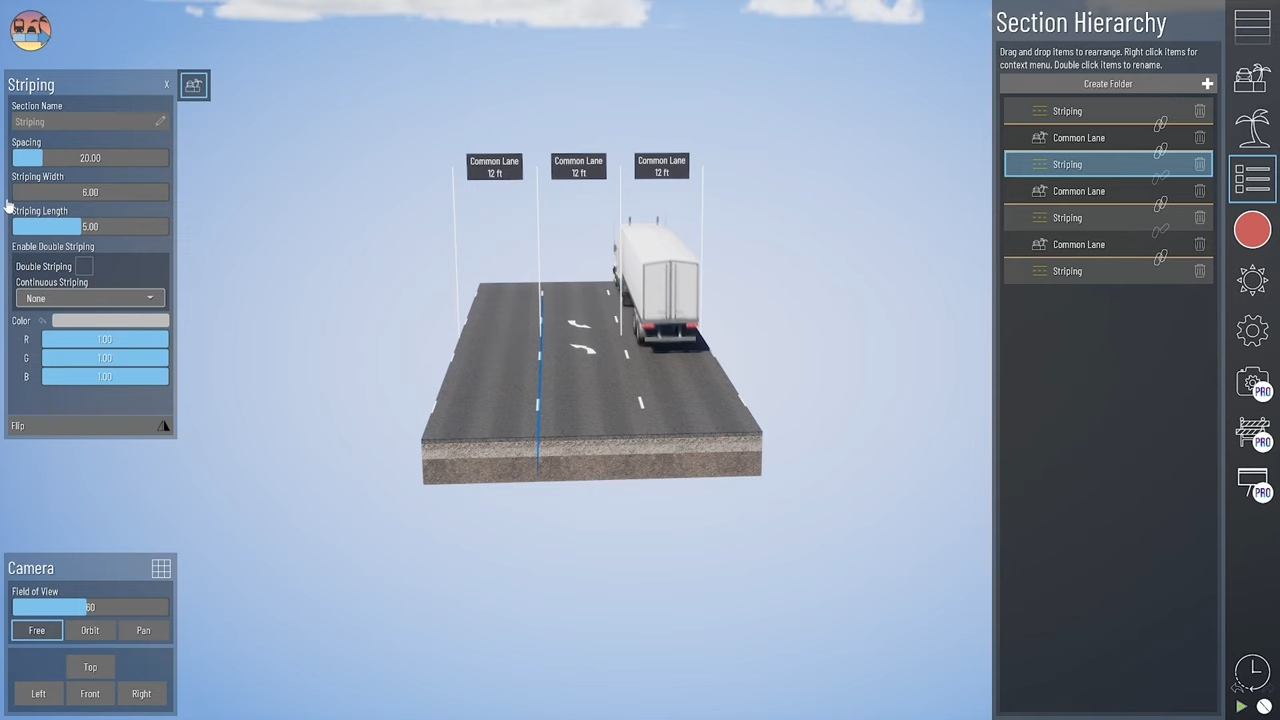 Striping
x
Section Name
Striping
Spacing
20.00
Striping Width
6.00
Striping Length
5.00
Enable Double Striping
Double Striping
Continuous Striping
None
Color
R
1.00
G
1.00
B
1.00
Flip
Camera
Field of View
60
Free
Orbit
Pan
Top
Left
Front
Right
Common Lane
12 ft
Common Lane
12 ft
Common Lane
12 ft
Section Hierarchy
Drag and drop items to rearrange. Right click items for
context menu. Double click items to rename.
Create Folder
Striping
Common Lane
Striping
Common Lane
Striping
Common Lane
Striping
PRO
PRO
PRO